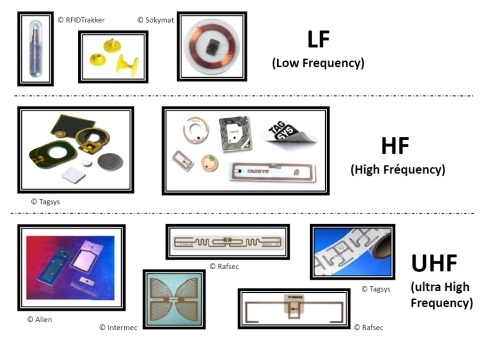 © RFIDTrakker
© Sokymat
LF
(Low Frequency)
TAG
SYS
TAGSYS
HF
(High Fréquency)
© Tagsys
UHF
(ultra High
Frequency)
© Rafsec
© Tagsys
© Alien
© Intermec
© Rafsec